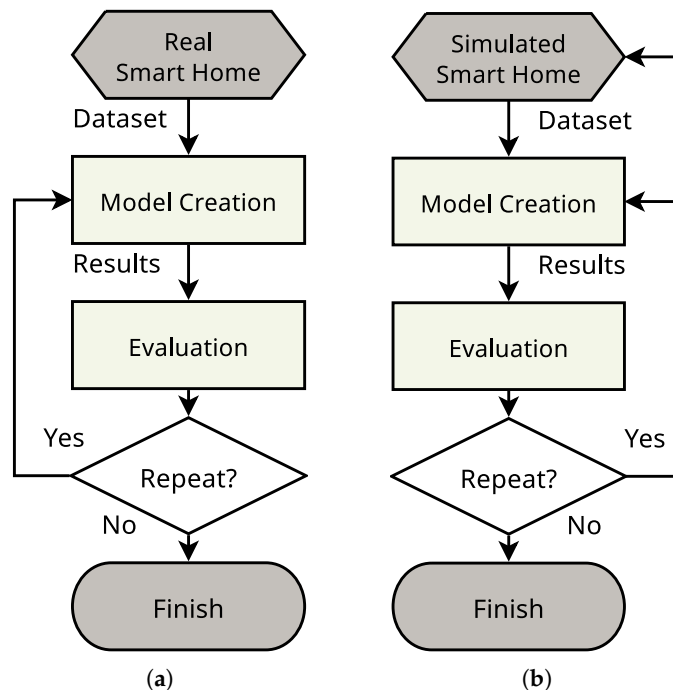 Real
Smart Home
Dataset
Model Creation
Results
Evaluation
Yes
Repeat?
No
Finish
(a)
Simulated
Smart Home
Dataset
Model Creation
Results
Evaluation
Yes
Repeat?
No
Finish
(b)